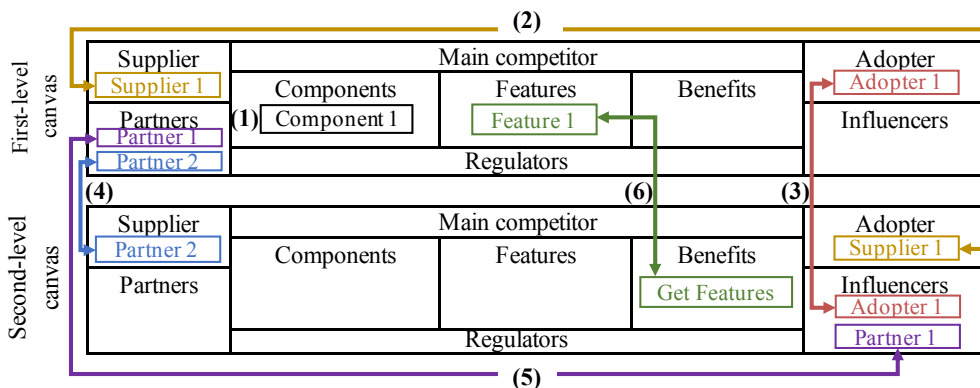 (2)
First-level
canvas
Supplier
Supplier 1
Main competitor
Adopter
Adopter 1
Components
Features
Benefits
(1)
Component 1
Feature 1
Partners
Partner 1
Partner 2
Influencers
Regulators
(4)
(6)
(3)
Second-level
canvas
Supplier
Partner 2
Main competitor
Adopter
Supplier 1
Components
Features
Benefits
Get Features
Partners
Influencers
Adopter 1
Partner 1
Regulators
(5)